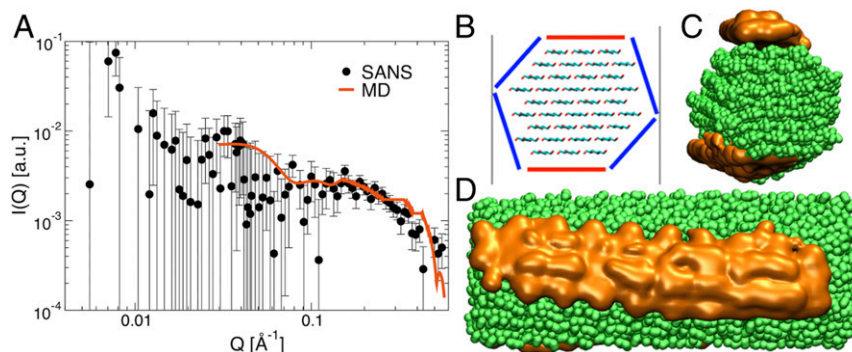 A
B
C
D
SANS
MD
I(Q) [a.u.]
10⁻¹
10⁻²
10⁻³
10⁻⁴
0.01
0.1
Q [Å⁻¹]